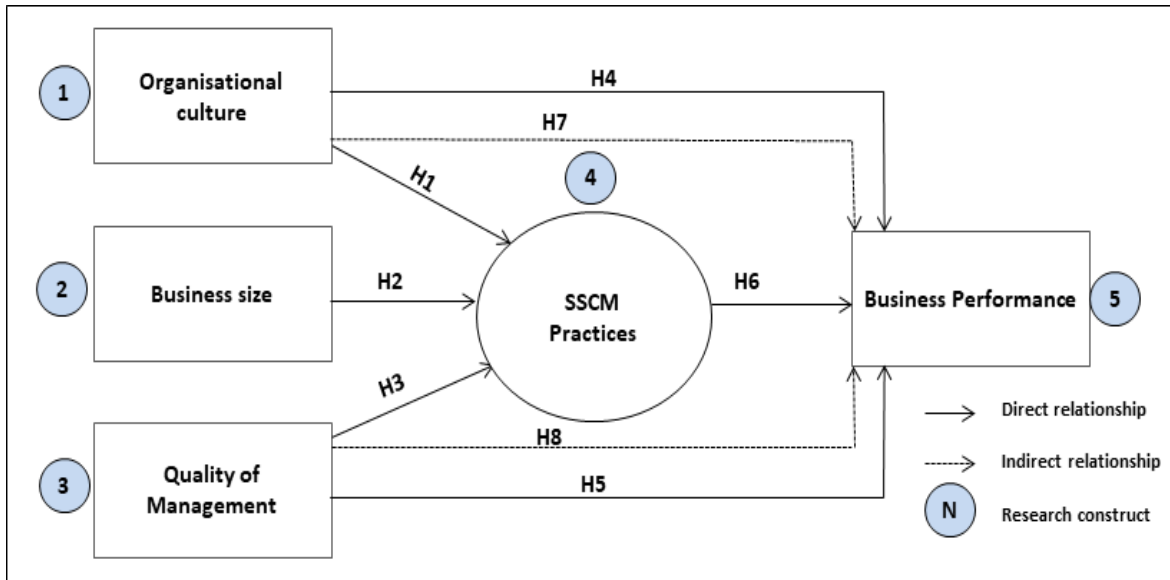 1
Organisational
culture
H4
H7
H1
4
2
Business size
H2
SSCM
Practices
H6
Business Performance
5
H3
3
Quality of
Management
H8
H5
Direct relationship
Indirect relationship
N
Research construct